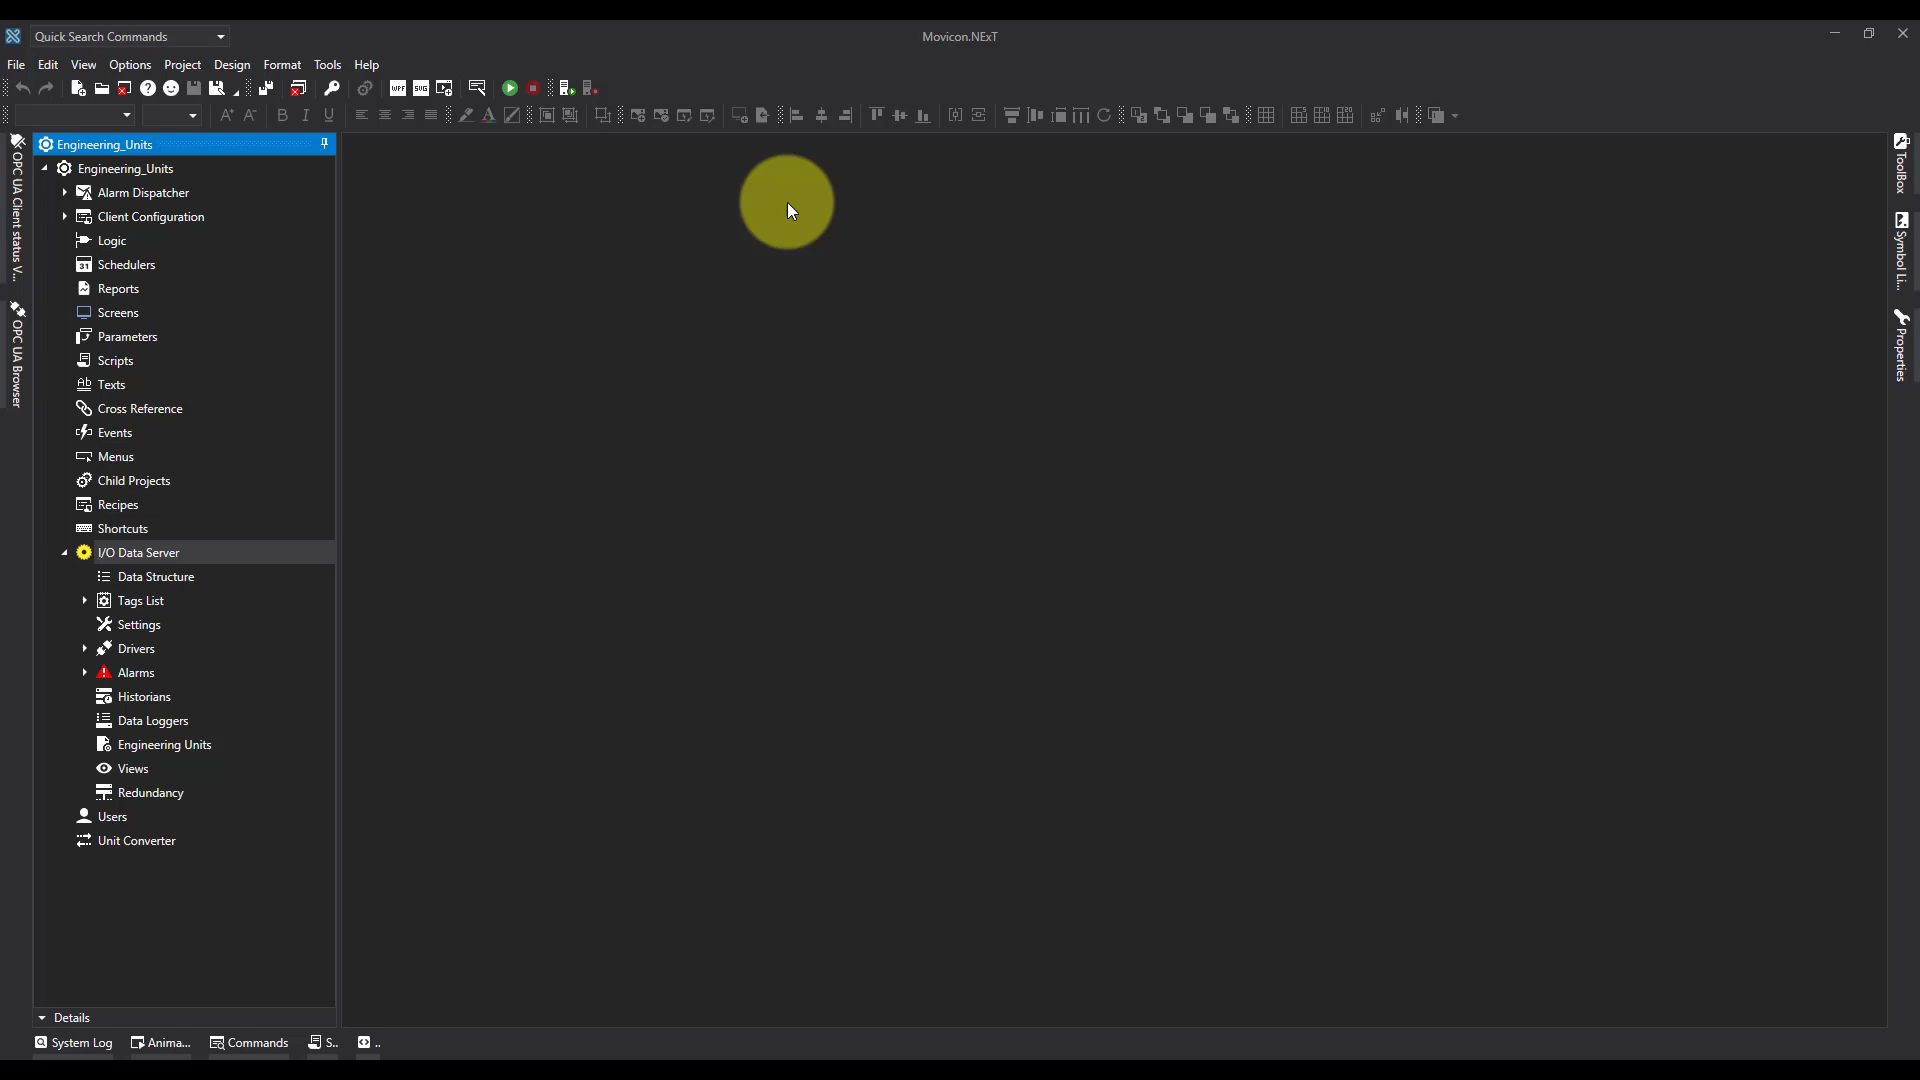 Quick Search Commands
Movicon.NExT
File Edit View Options Project Design Format Tools Help
Engineering_Units
Engineering_Units
Alarm Dispatcher
Client Configuration
Logic
Schedulers
Reports
Screens
Parameters
Scripts
Texts
Cross Reference
Events
Menus
Child Projects
Recipes
Shortcuts
I/O Data Server
Data Structure
Tags List
Settings
Drivers
Alarms
Historians
Data Loggers
Engineering Units
Views
Redundancy
Users
Unit Converter
Details
System Log Anima... Commands S.. ..
OPC UA Client status V...
OPC UA Browser
ToolBox
Symbol Li...
Properties